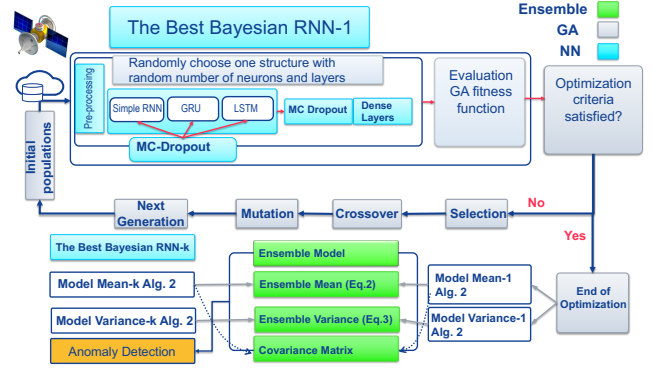 The Best Bayesian RNN-1
Ensemble
GA
NN
Randomly choose one structure with
random number of neurons and layers
Pre-processing
Simple RNN
GRU
LSTM
MC Dropout
Dense
Layers
MC-Dropout
Evaluation
GA fitness
function
Optimization
criteria
satisfied?
Initial
populations
No
Yes
Next
Generation
Mutation
Crossover
Selection
The Best Bayesian RNN-k
Ensemble Model
Model Mean-k Alg. 2
Ensemble Mean (Eq.2)
Model Mean-1
Alg. 2
End of
Optimization
Model Variance-k Alg. 2
Ensemble Variance (Eq.3)
Model Variance-1
Alg. 2
Anomaly Detection
Covariance Matrix